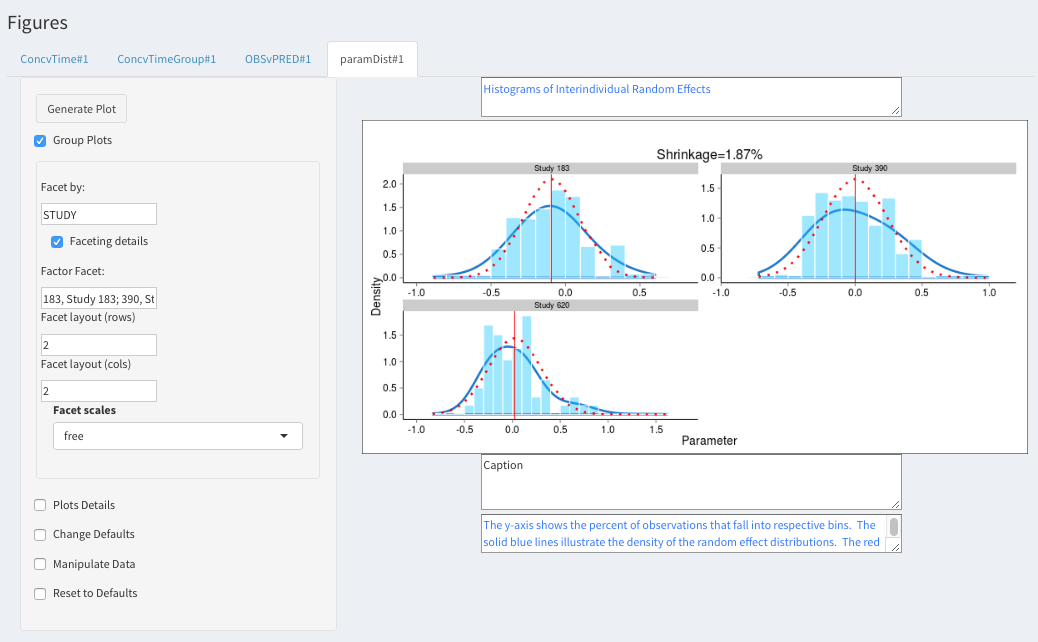 Figures
ConcvTime#1 ConcvTimeGroup#1 OBSvPRED#1 paramDist#1
Generate Plot
Group Plots
Facet by:
STUDY
Faceting details
Factor Facet:
183, Study 183; 390, St
Facet layout (rows)
2
Facet layout (cols)
2
Facet scales
free
Plots Details
Change Defaults
Manipulate Data
Reset to Defaults
Histograms of Interindividual Random Effects
Shrinkage=1.87%
Study 183
2.0
1.5
1.0
0.5
0.0
-1.0 -0.5 0.0 0.5
Study 390
1.5
1.0
0.5
0.0
-1.0 -0.5 0.0 0.5 1.0
Density
Study 620
1.5
1.0
0.5
0.0
-1.0 -0.5 0.0 0.5 1.0 1.5
Parameter
Caption
The y-axis shows the percent of observations that fall into respective bins. The
solid blue lines illustrate the density of the random effect distributions. The red